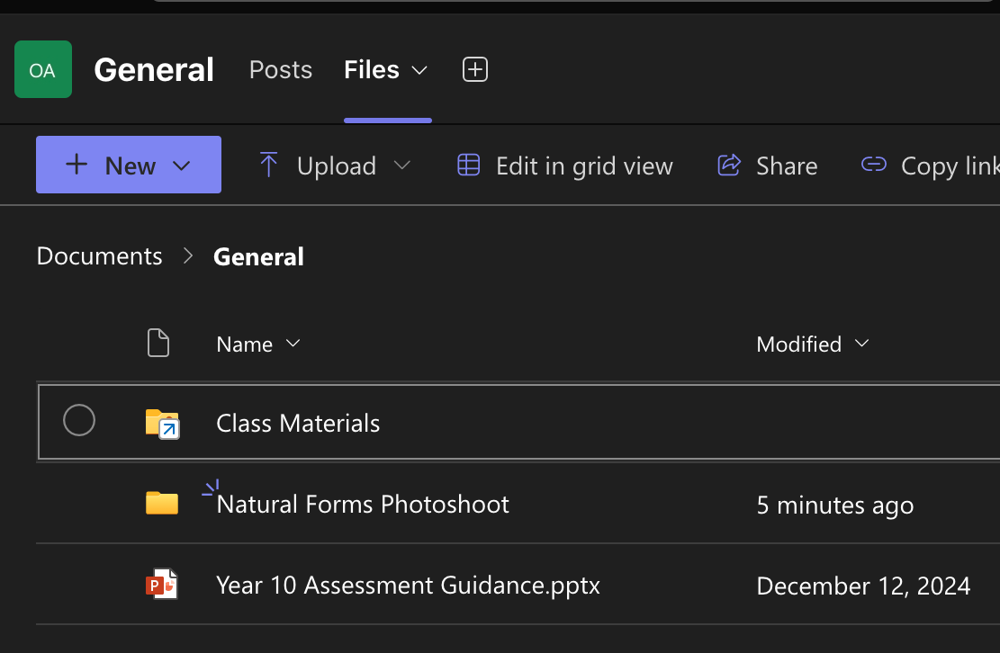 OA General Posts Files
New Upload Edit in grid view Share Copy link
Documents > General
Name Modified
Class Materials
Natural Forms Photoshoot 5 minutes ago
P Year 10 Assessment Guidance.pptx December 12, 2024